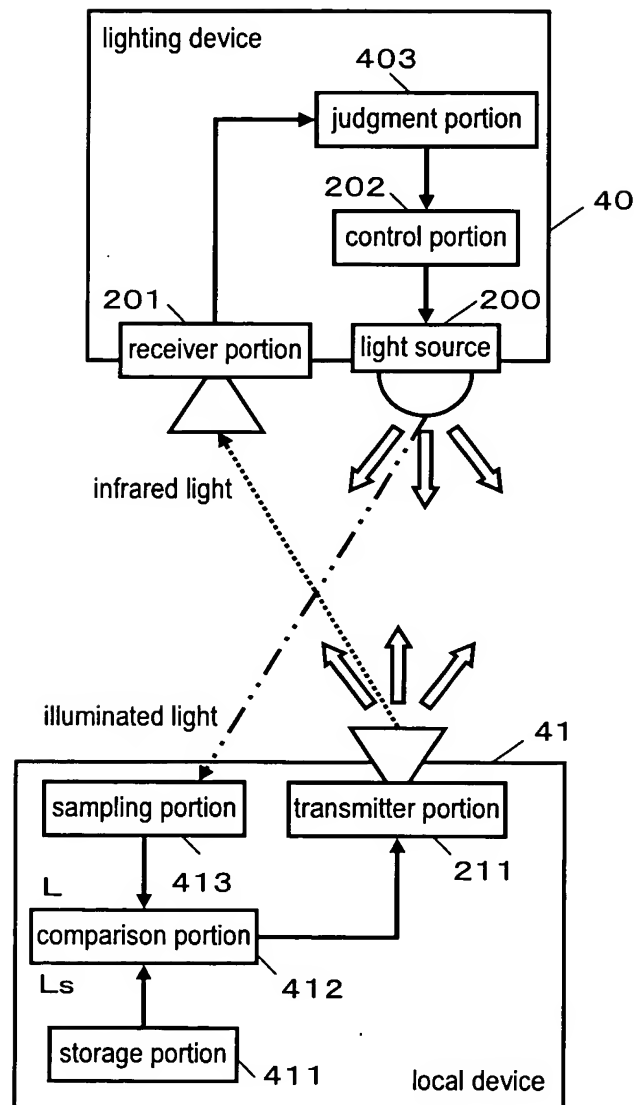 lighting device
403
judgment portion
202
control portion
40
201
200
receiver portion
light source
infrared light
illuminated light
41
sampling portion
transmitter portion
413
211
L
comparison portion
412
Ls
storage portion
411
local device